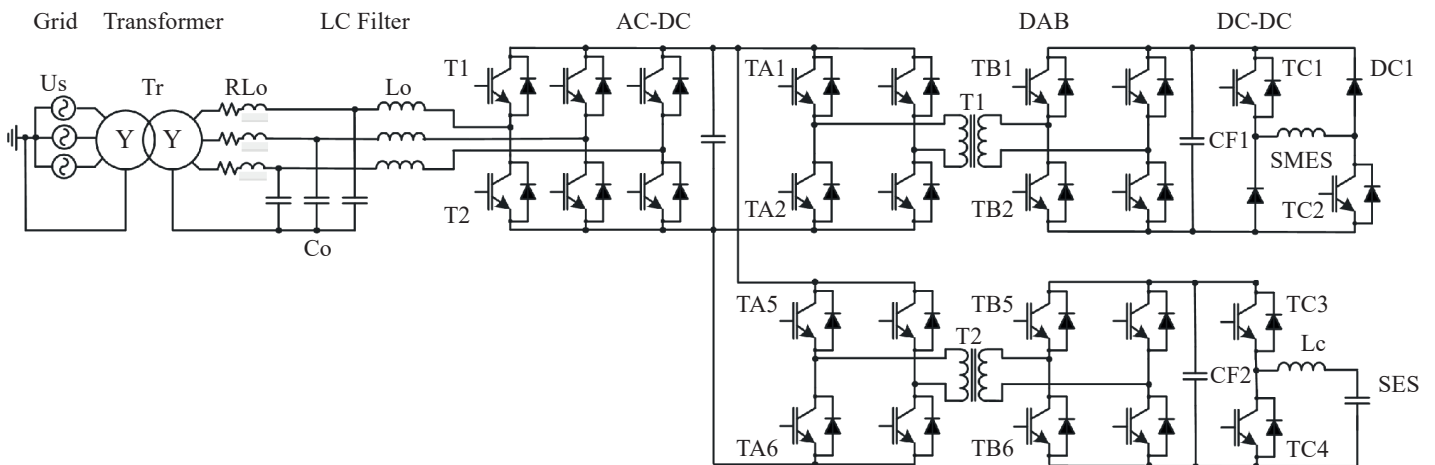 Grid Transformer LC Filter AC-DC DAB DC-DC
Us Tr RLo Lo T1 TA1 TB1 TC1 DC1
T1
Y Y
CF1
SMES
T2 TA2 TB2 TC2
Co
TA5 TB5 TC3
T2 Lc
CF2 SES
TA6 TB6 TC4